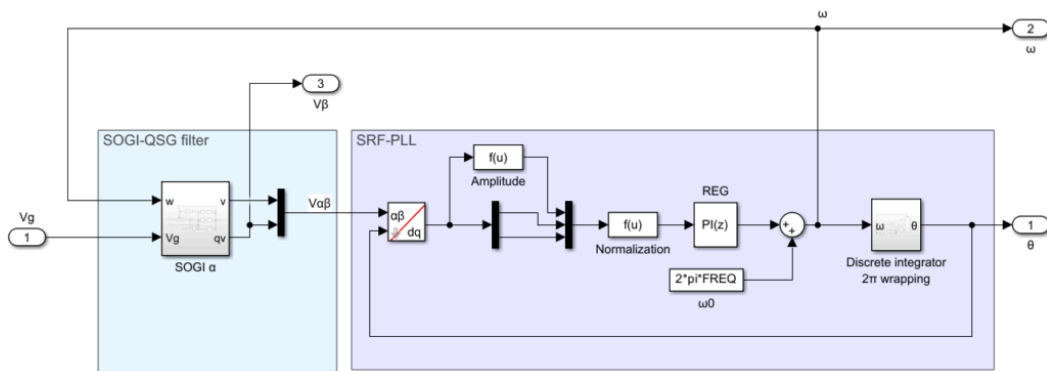 ω
2
ω
3
Vβ
SOGI-QSG filter
SRF-PLL
f(u)
Amplitude
REG
w
v
Vg
qv
SOGI α
Vg
1
Vαβ
αβ
dq
f(u)
Normalization
PI(z)
+
+
2*pi*FREQ
ω0
ω
θ
Discrete integrator
2π wrapping
1
θ